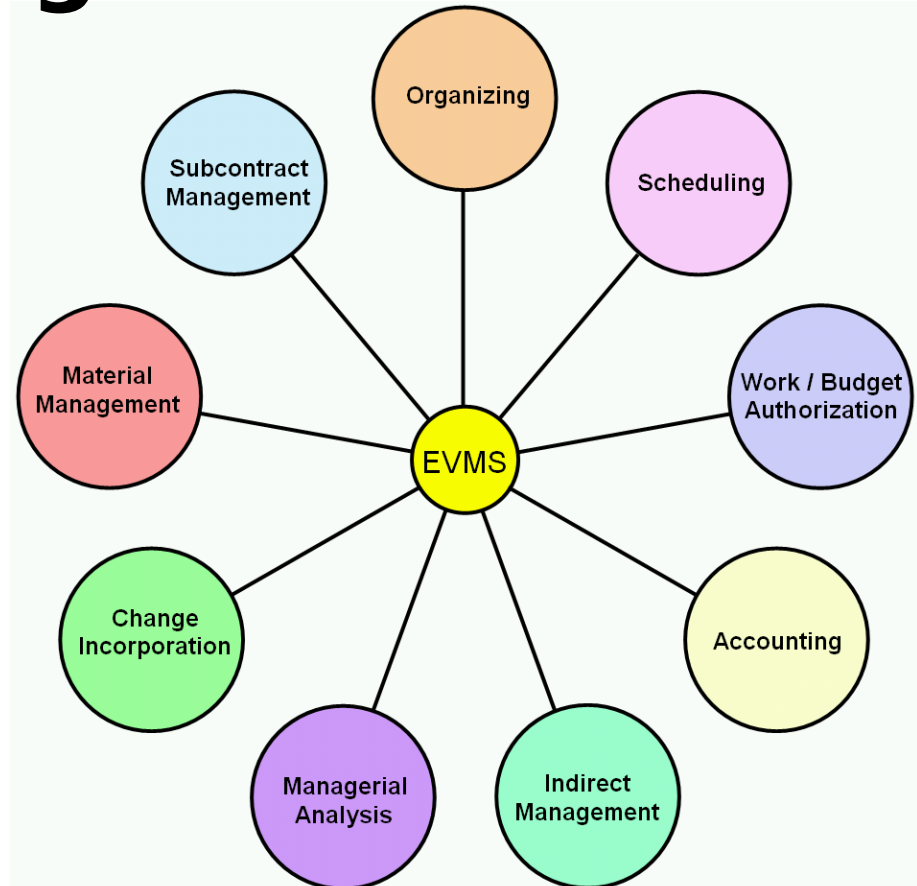 Organizing
Scheduling
Work / Budget
Authorization
Accounting
Indirect
Management
Managerial
Analysis
Change
Incorporation
Material
Management
Subcontract
Management
EVMS